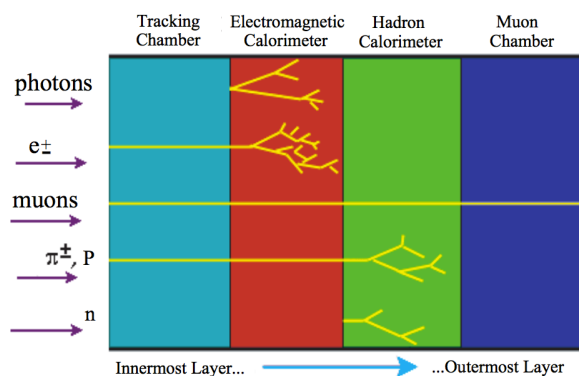 Tracking Chamber
Electromagnetic Calorimeter
Hadron Calorimeter
Muon Chamber
photons
e±
muons
π±, P
n
Innermost Layer...
...Outermost Layer